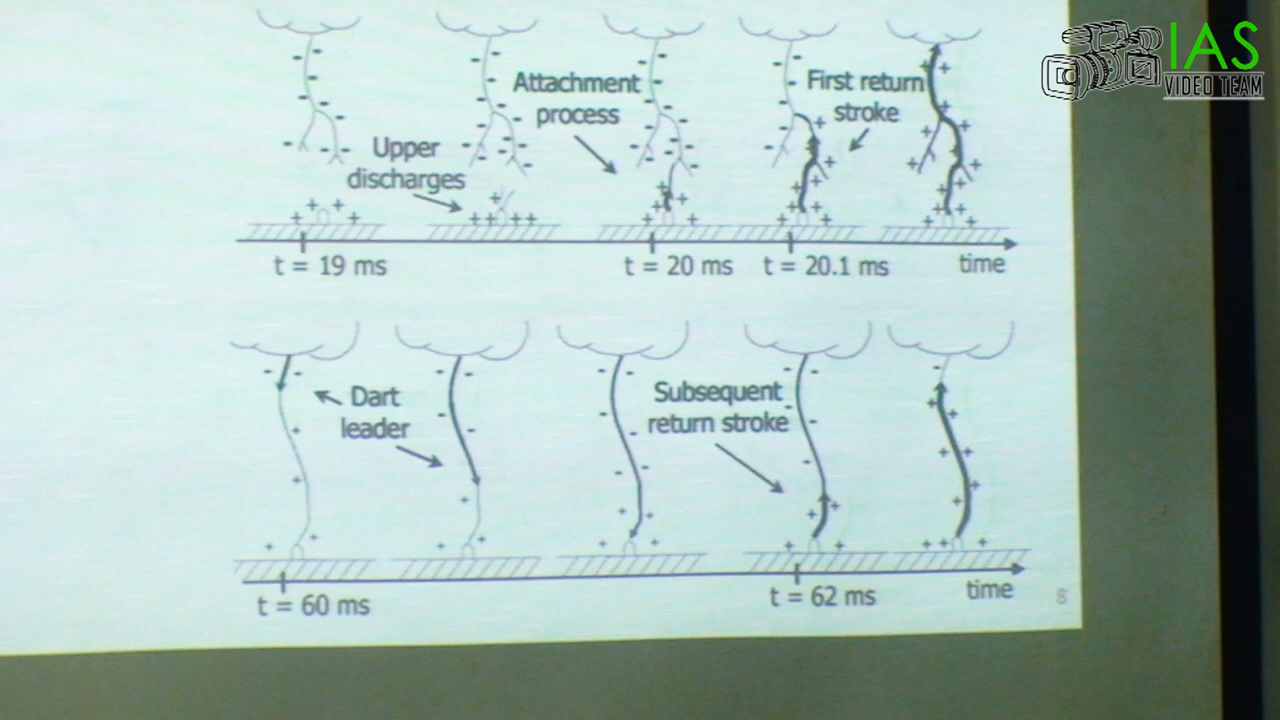 IAS
VIDEO TEAM
Attachment
process
First return
stroke
Upper
discharges
t = 19 ms
t = 20 ms
t = 20.1 ms
time
Dart
leader
Subsequent
return stroke
t = 60 ms
t = 62 ms
time